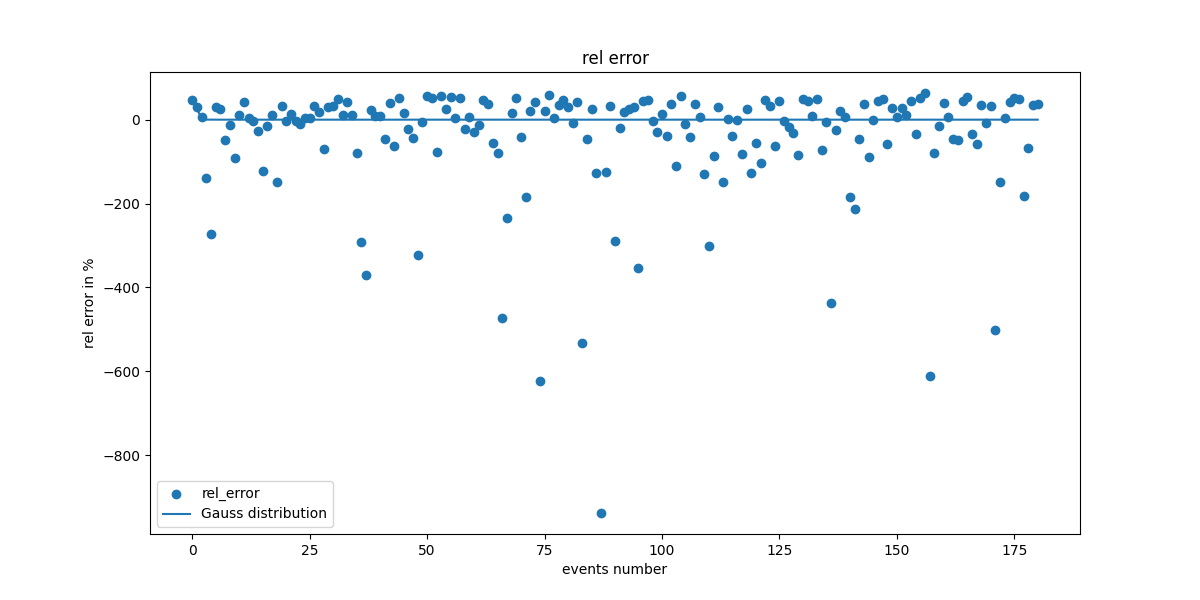 rel error
rel error in %
0
−200
−400
−600
−800
rel_error
Gauss distribution
0 25 50 75 100 125 150 175
events number